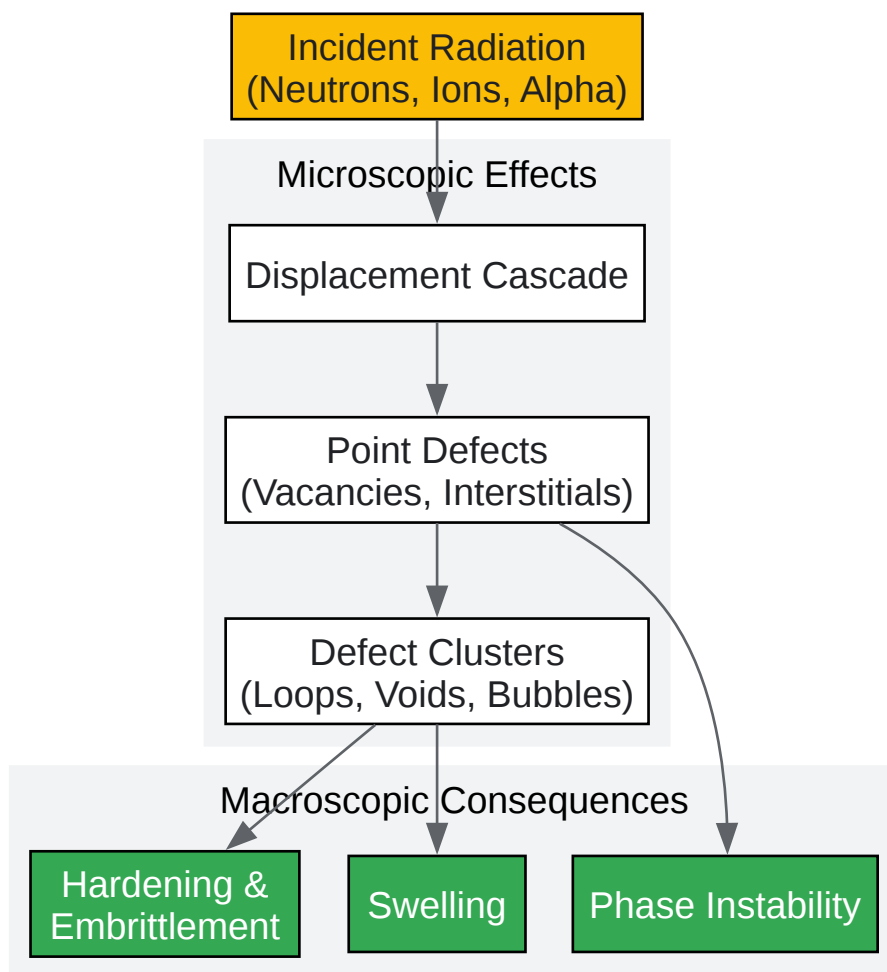 Incident Radiation
(Neutrons, Ions, Alpha)
Microscopic Effects
Displacement Cascade
Point Defects
(Vacancies, Interstitials)
Defect Clusters
(Loops, Voids, Bubbles)
Macroscopic Consequences
Hardening &
Embrittlement
Swelling
Phase Instability